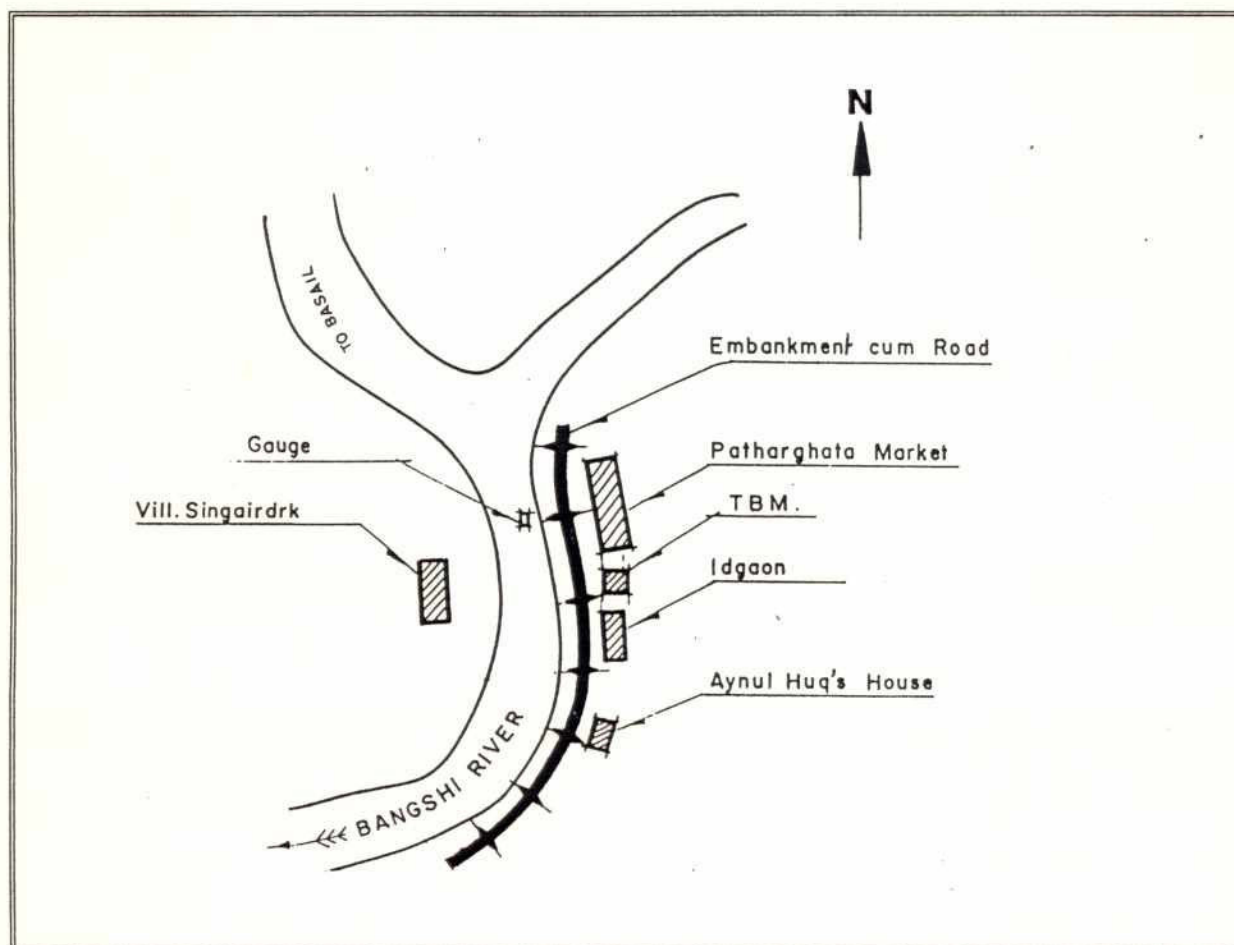 N
TO BASAIL
Embankment cum Road
Gauge
Patharghata Market
Vill. Singairdrk
TBM.
Idgaon
Aynul Huq's House
BANGSHI RIVER